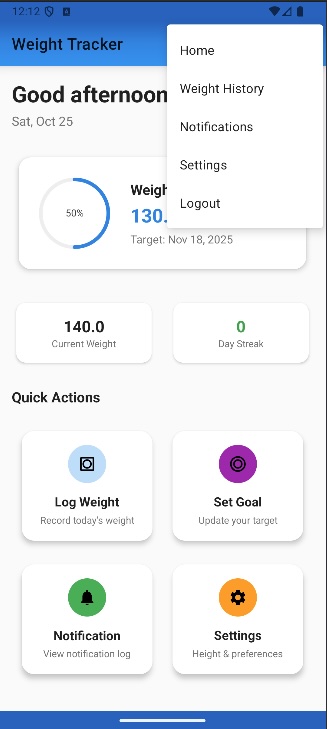 12:12
Weight Tracker
Home
Weight History
Notifications
Settings
Logout
Good afternoon
Sat, Oct 25
50%
Weigh
130.
Target: Nov 18, 2025
140.0
Current Weight
0
Day Streak
Quick Actions
Log Weight
Record today's weight
Set Goal
Update your target
Notification
View notification log
Settings
Height & preferences